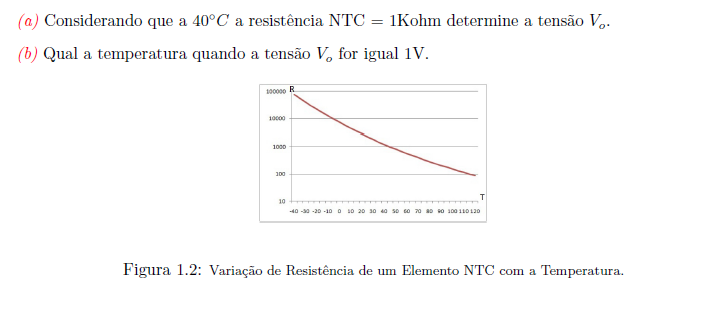 (a) Considerando que a 40°C a resistência NTC = 1Kohm determine a tensão Vₒ.
(b) Qual a temperatura quando a tensão Vₒ for igual 1V.
R
100000
10000
1000
100
10
T
-40 -30 -20 -10 0 10 20 30 40 50 60 70 80 90 100 110 120
Figura 1.2: Variação de Resistência de um Elemento NTC com a Temperatura.